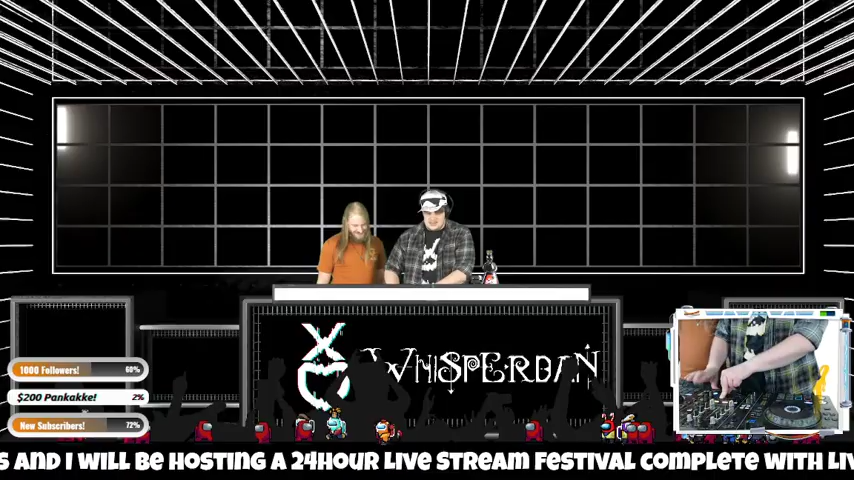 WHISPERDAN
1000 Followers! 60%
$200 Pankakke! 2%
New Subscribers! 72%
S AND I WILL BE HOSTING A 24HOUR LIVE STREAM FESTIVAL COMPLETE WITH LIV